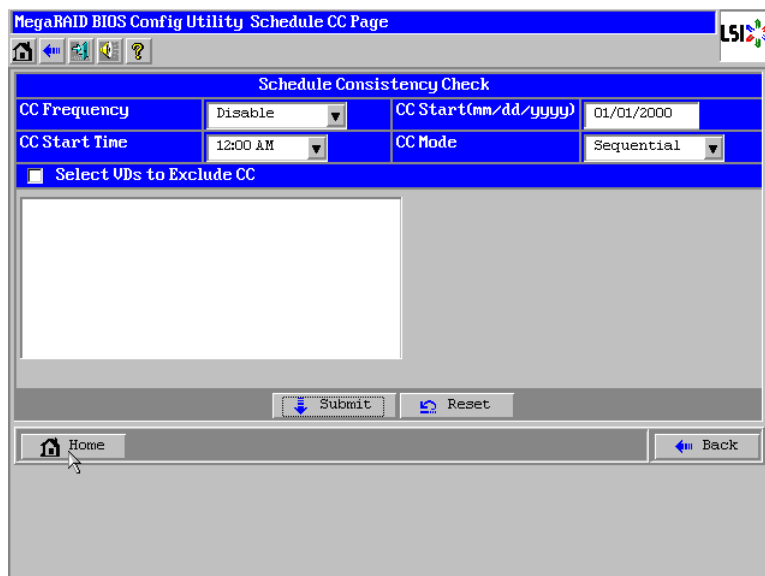 MegaRAID BIOS Config Utility Schedule CC Page
LSI
Schedule Consistency Check
CC Frequency Disable CC Start(mm/dd/yyyy) 01/01/2000
CC Start Time 12:00 AM CC Mode Sequential
Select VDs to Exclude CC
Submit Reset
Home Back